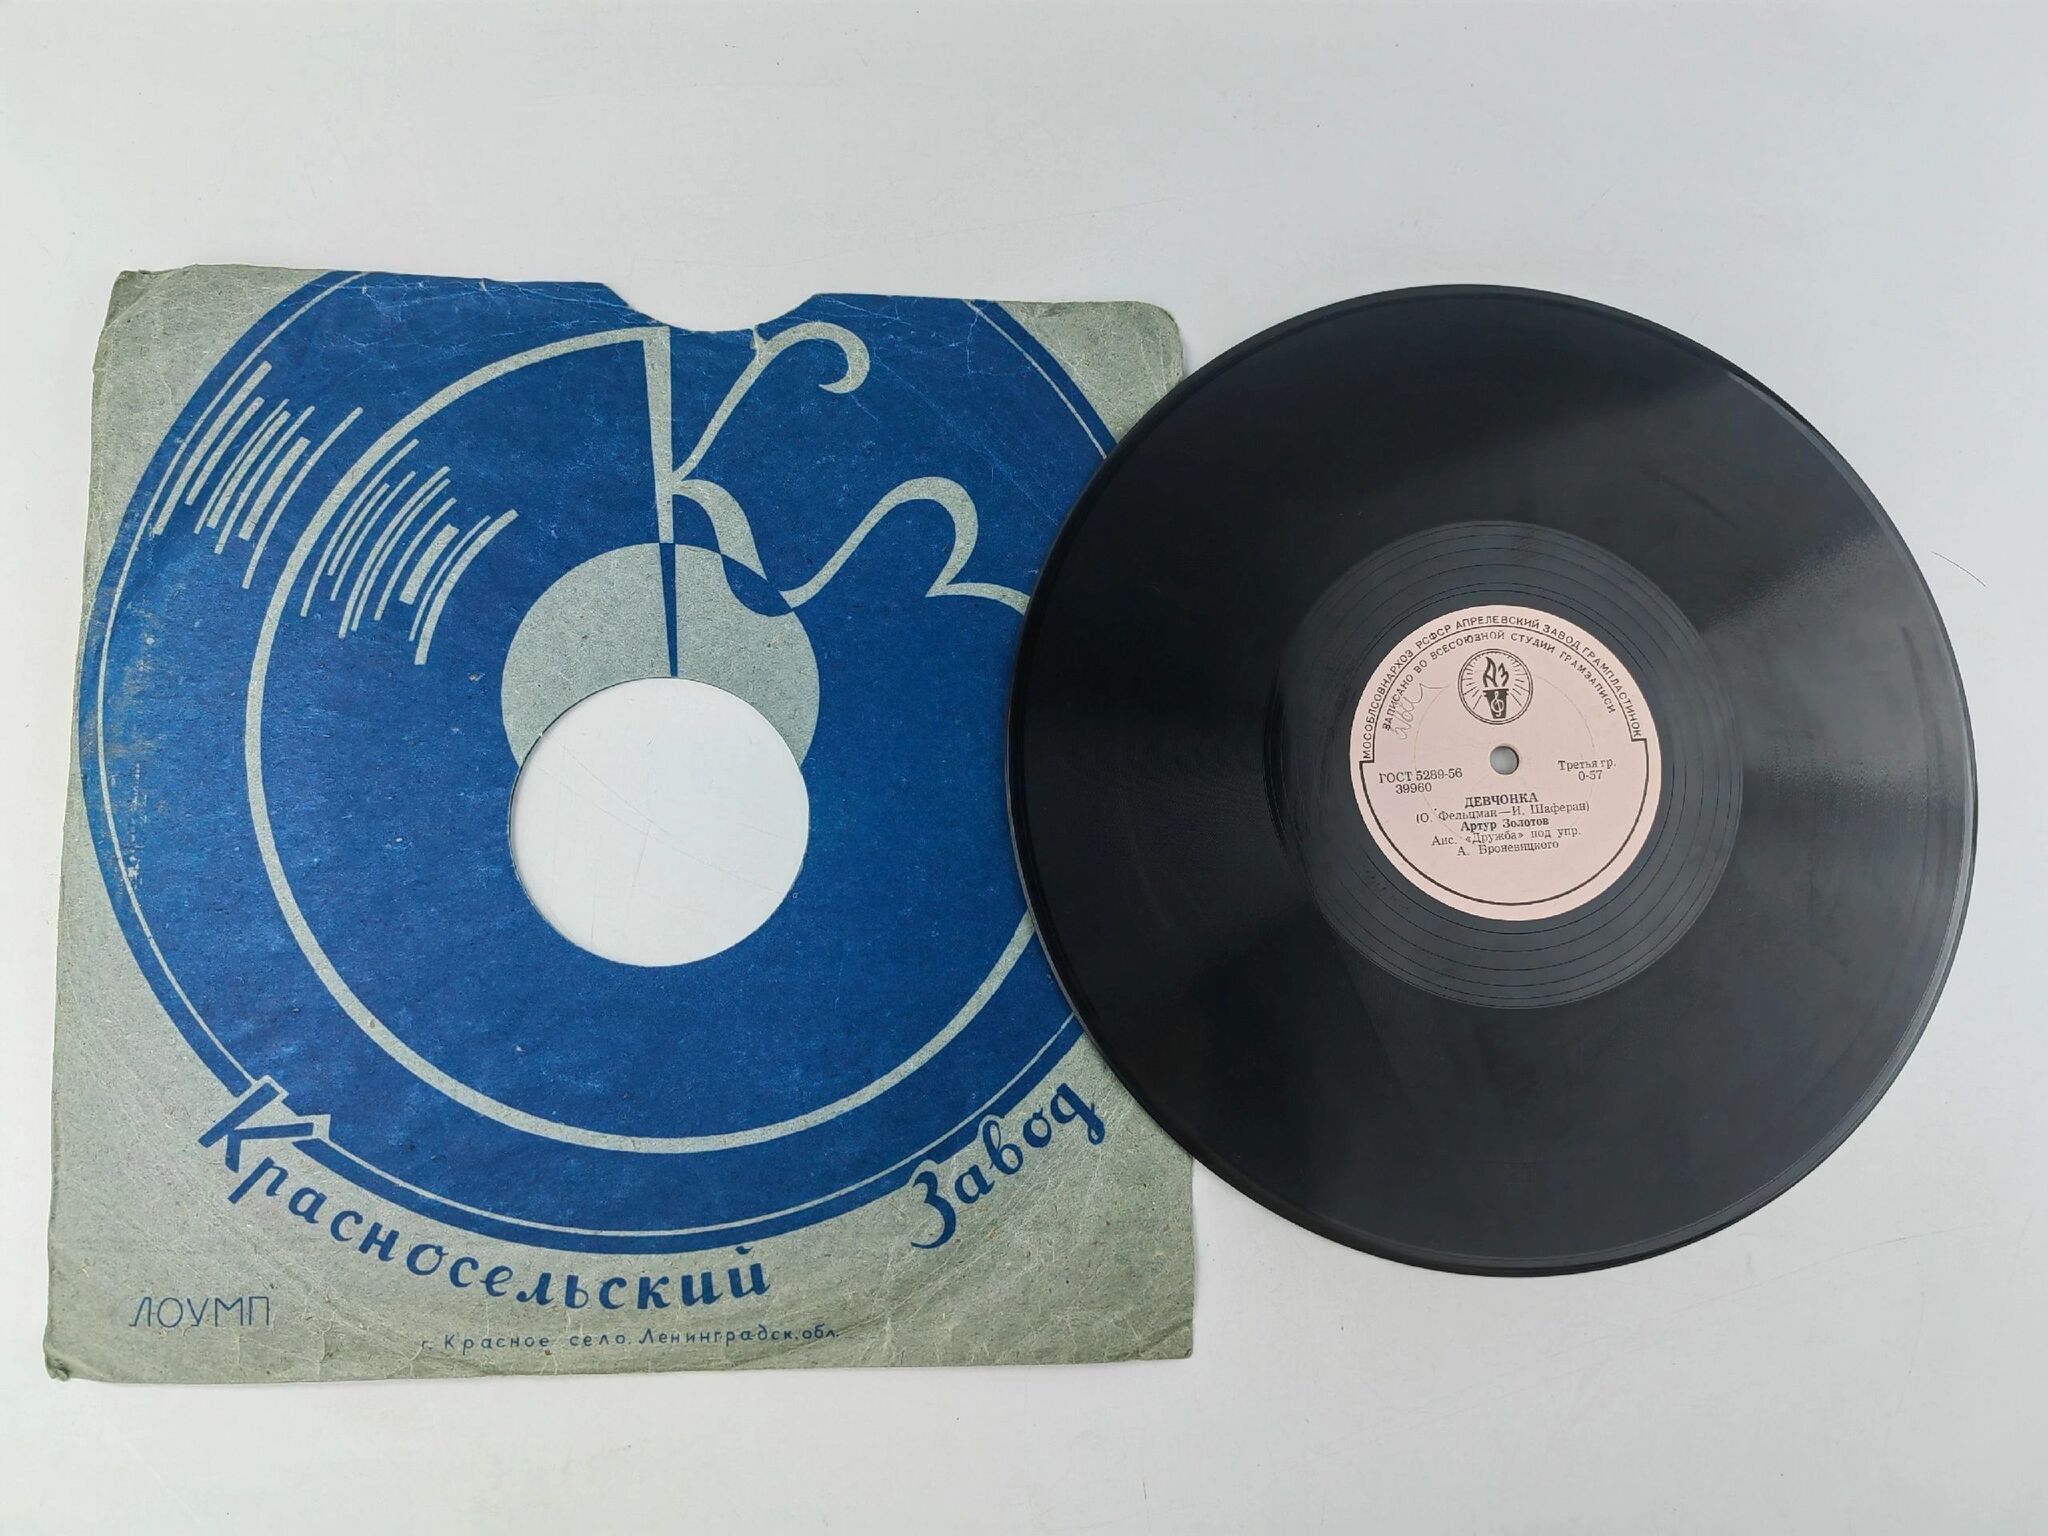 КЗ
Красносельский Завод
ЛОУМП
г. Красное село, Ленинградск. обл.
МОСОБЛСОВНАРХОЗ РСФСР АПРЕЛЕВСКИЙ ЗАВОД ГРАМПЛАСТИНОК
ЗАПИСАНО ВО ВСЕСОЮЗНОЙ СТУДИИ ГРАМЗАПИСИ
АЗ
ГОСТ 5289-56
39960
Третья гр.
0-57
ДЕВЧОНКА
(О. Фельцман—И. Шаферан)
Артур Золотов
Анс. «Дружба» под упр.
А. Броневицкого